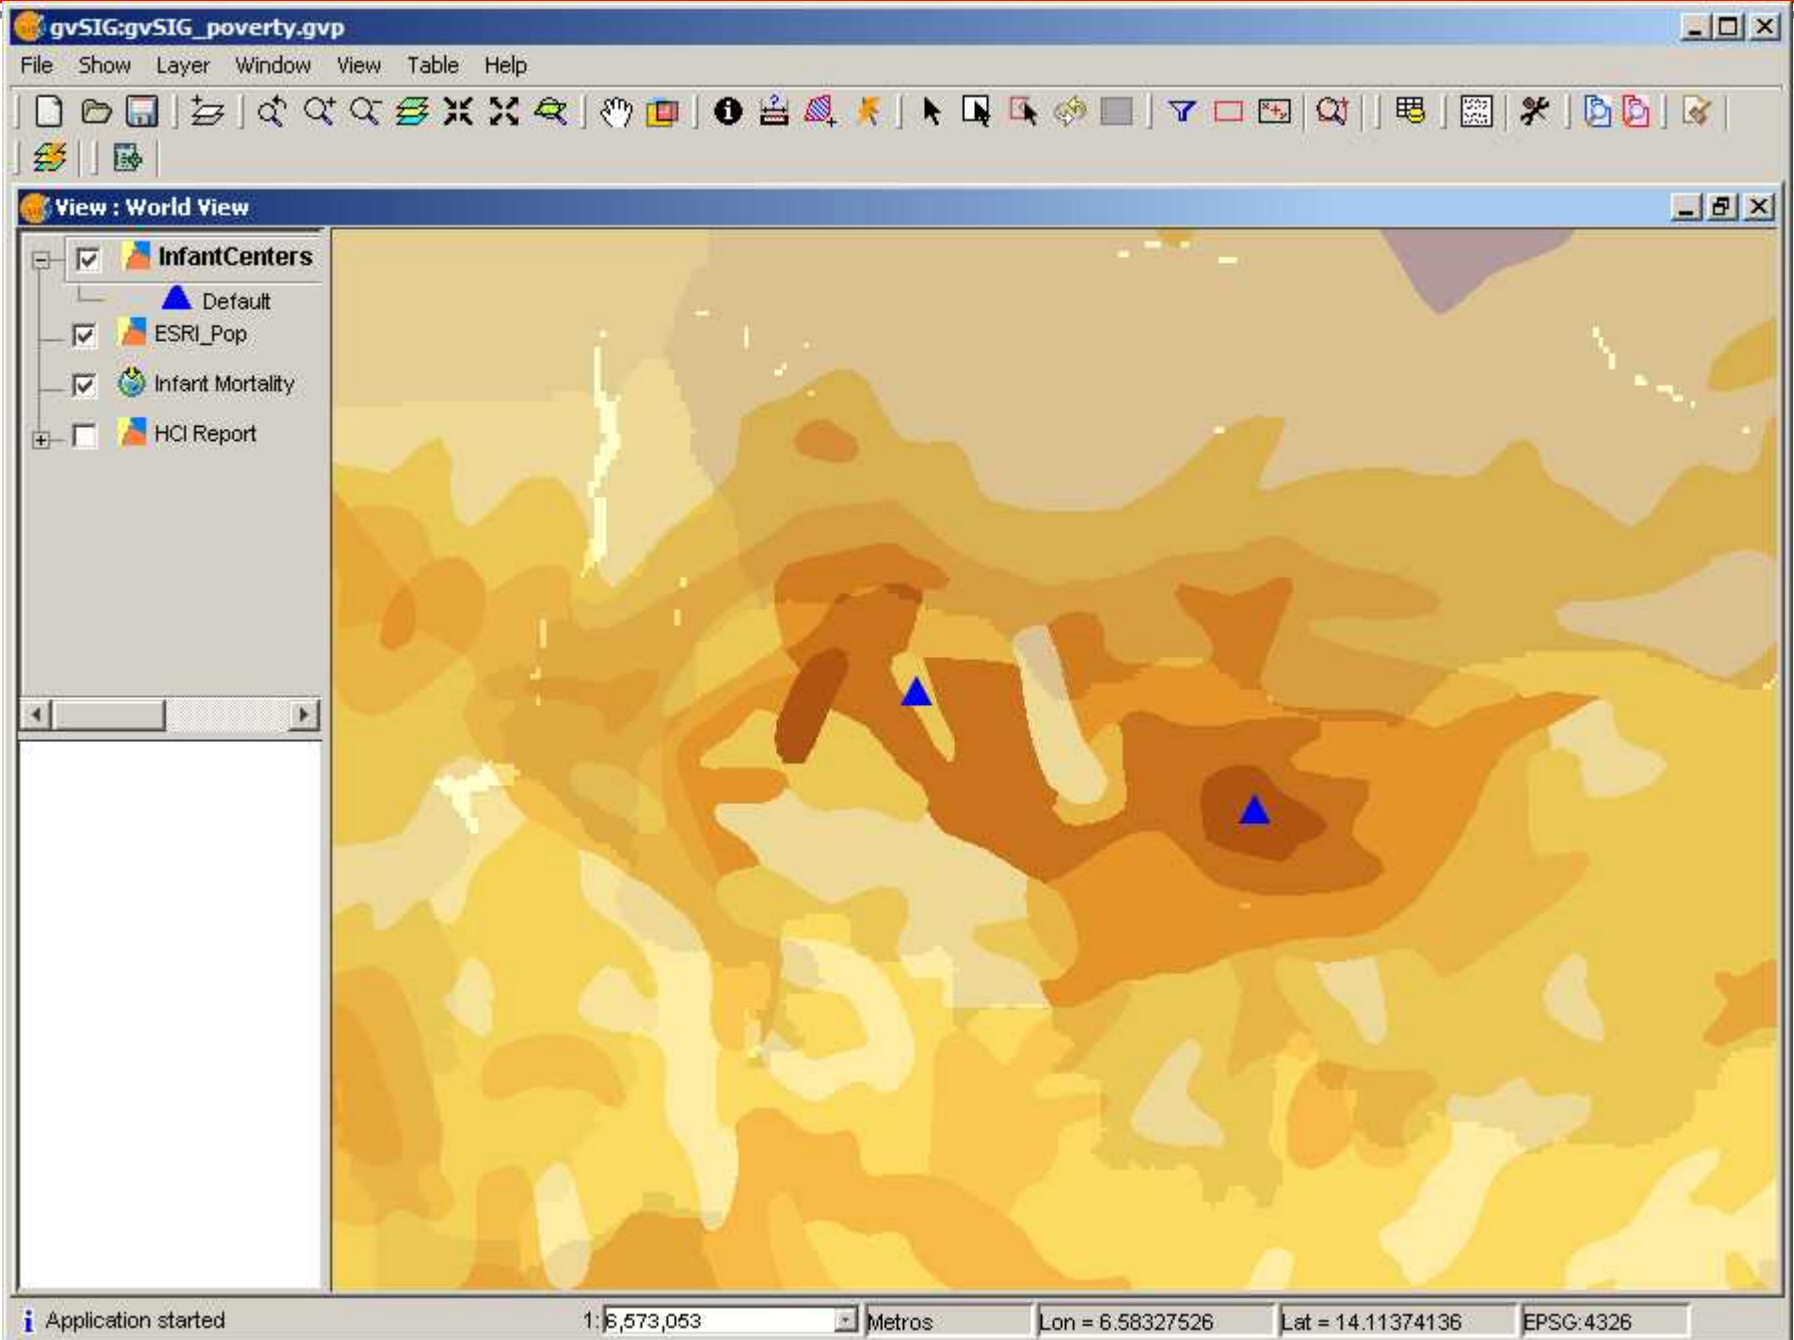 gvSIG:gvSIG_poverty.gvp
File Show Layer Window View Table Help
View : World View
InfantCenters
Default
ESRI_Pop
Infant Mortality
HCI Report
Application started 1: 6,573,053 Metros Lon = 6.58327526 Lat = 14.11374136 EPSG:4326